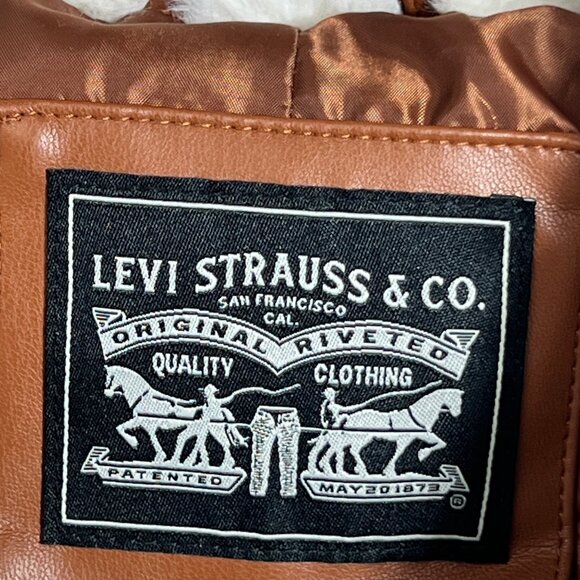 LEVI STRAUSS & CO.
SAN FRANCISCO
CAL.
ORIGINAL RIVETED
QUALITY CLOTHING
PATENTED MAY 20 1873
®